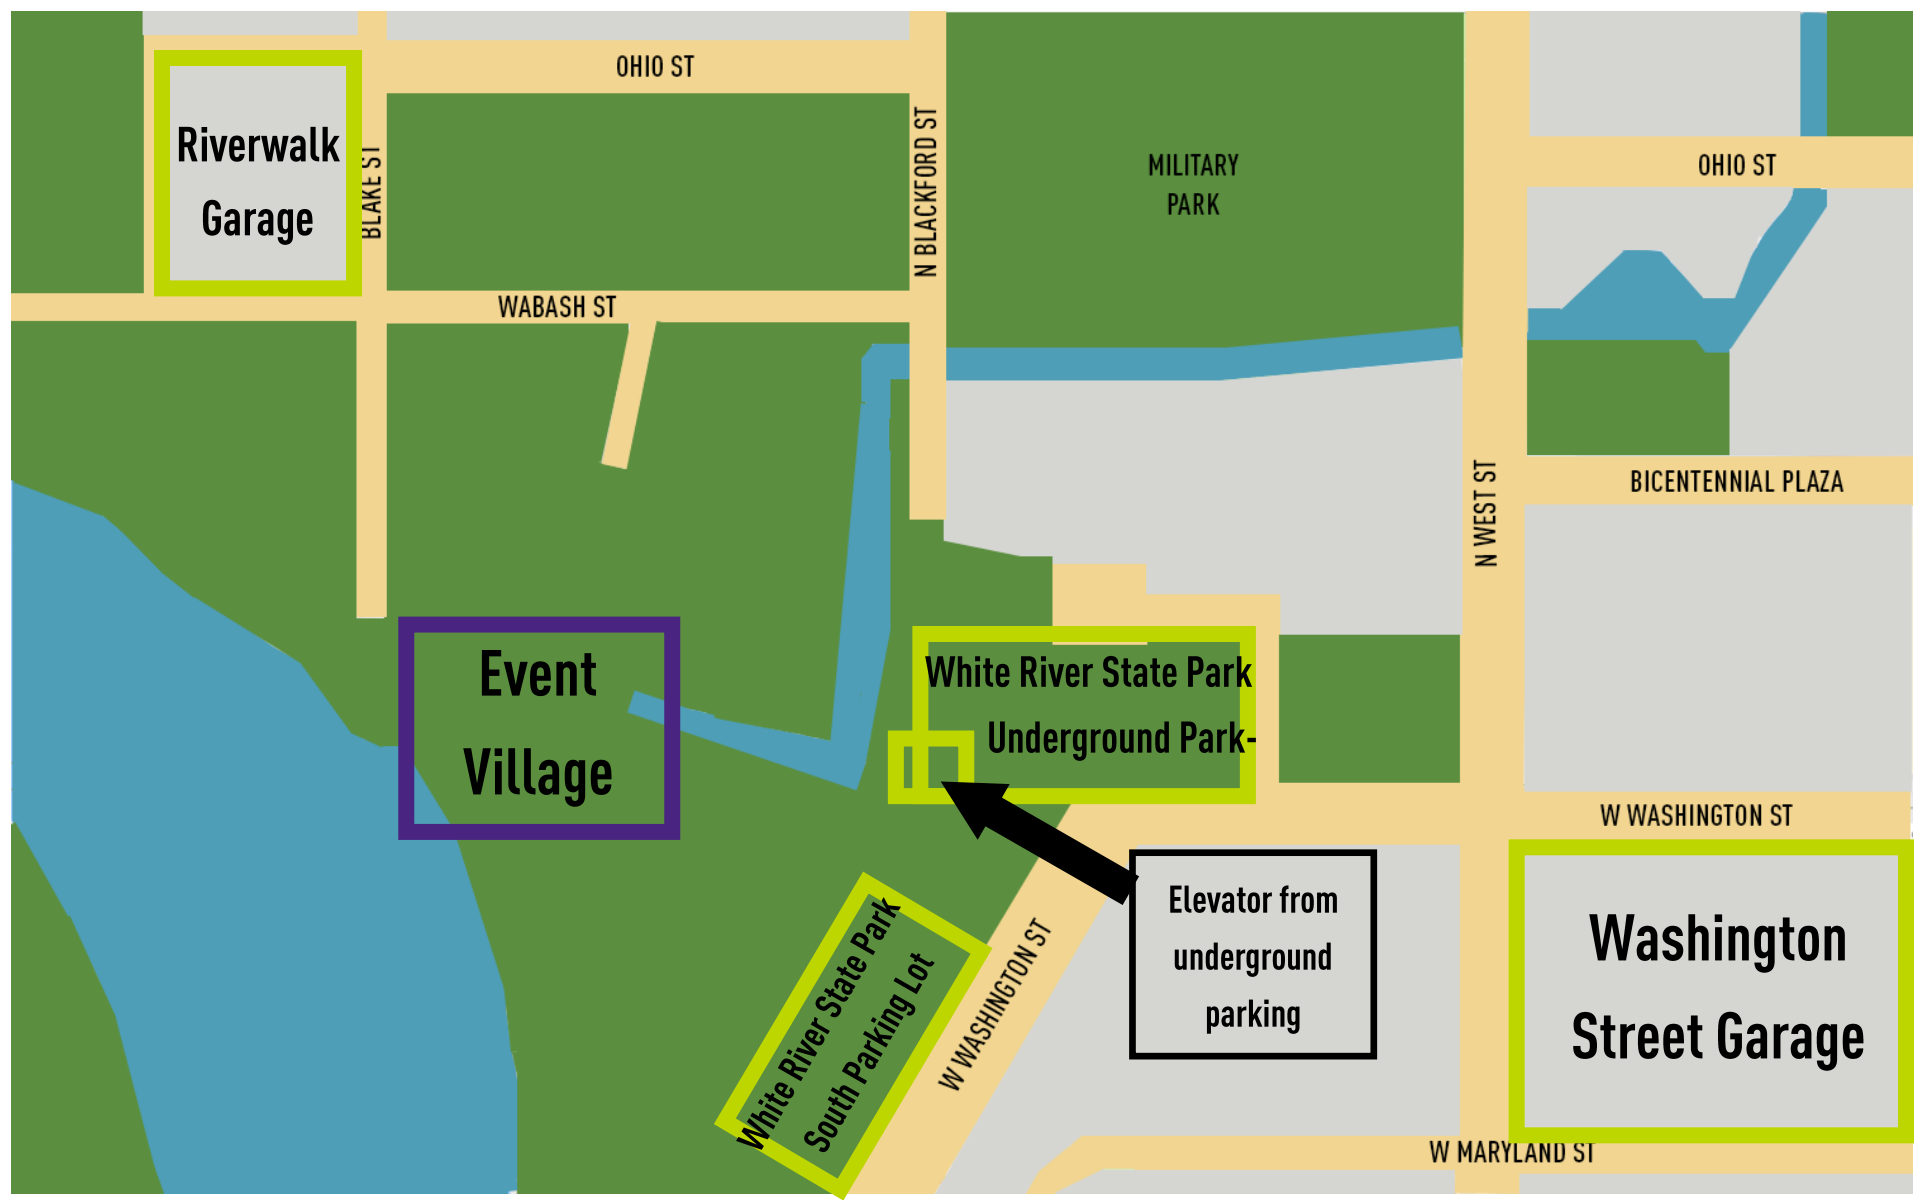 OHIO ST
Riverwalk
Garage
BLAKE ST
N BLACKFORD ST
MILITARY
PARK
OHIO ST
WABASH ST
N WEST ST
BICENTENNIAL PLAZA
Event
Village
White River State Park
Underground Park-
W WASHINGTON ST
Elevator from
underground
parking
White River State Park
South Parking Lot
W WASHINGTON ST
Washington
Street Garage
W MARYLAND ST